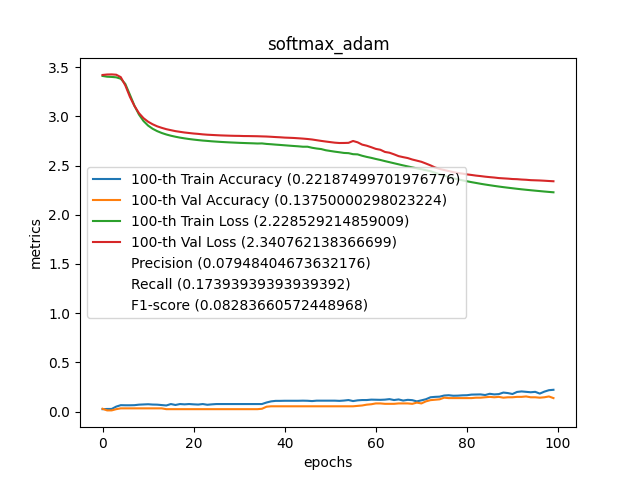 softmax_adam
3.5
3.0
2.5
2.0
1.5
1.0
0.5
0.0
metrics
100-th Train Accuracy (0.22187499701976776)
100-th Val Accuracy (0.13750000298023224)
100-th Train Loss (2.228529214859009)
100-th Val Loss (2.340762138366699)
Precision (0.07948404673632176)
Recall (0.17393939393939392)
F1-score (0.08283660572448968)
0 20 40 60 80 100
epochs